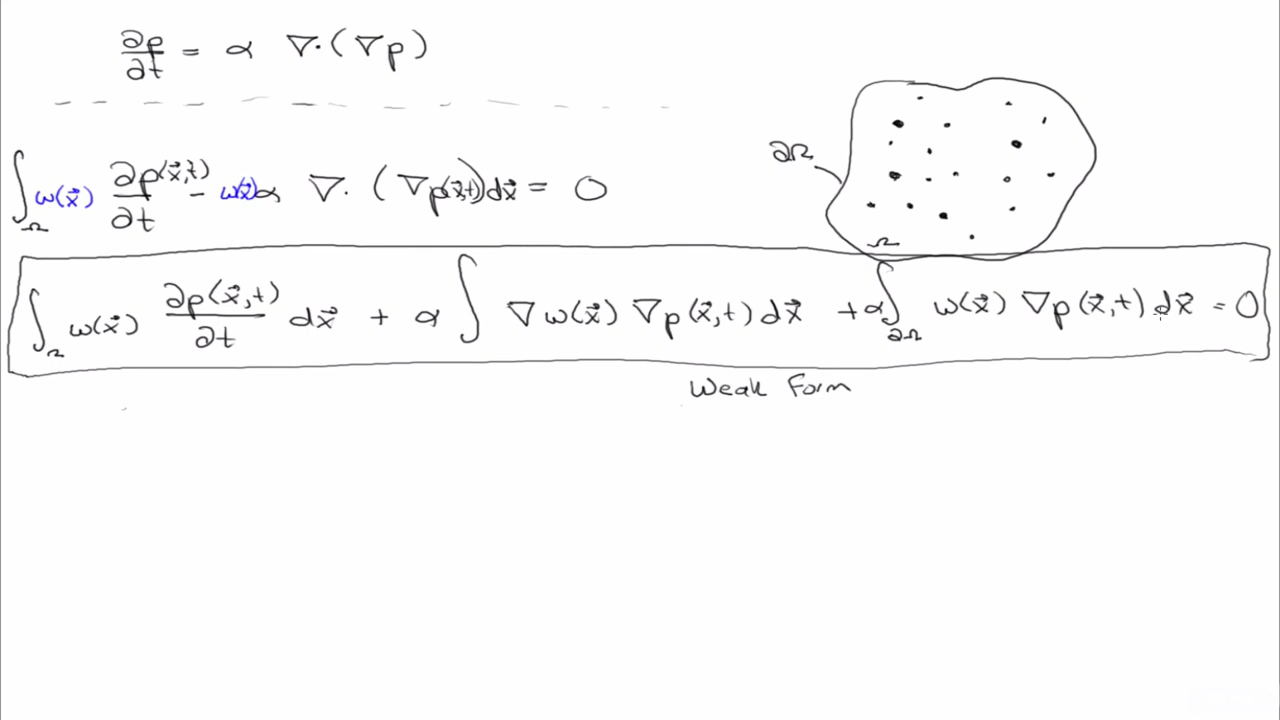 ∂p/∂t = α ∇·(∇p)
∫_Ω w(x⃗) ∂p(x⃗,t)/∂t - w(x⃗)α ∇·(∇p(x⃗,t))dx⃗ = 0
∂Ω
Ω
∫_Ω w(x⃗) ∂p(x⃗,t)/∂t dx⃗ + α ∫ ∇w(x⃗) ∇p(x⃗,t) dx⃗ + α∫_∂Ω w(x⃗) ∇p(x⃗,t) dx⃗ = 0
Weak Form